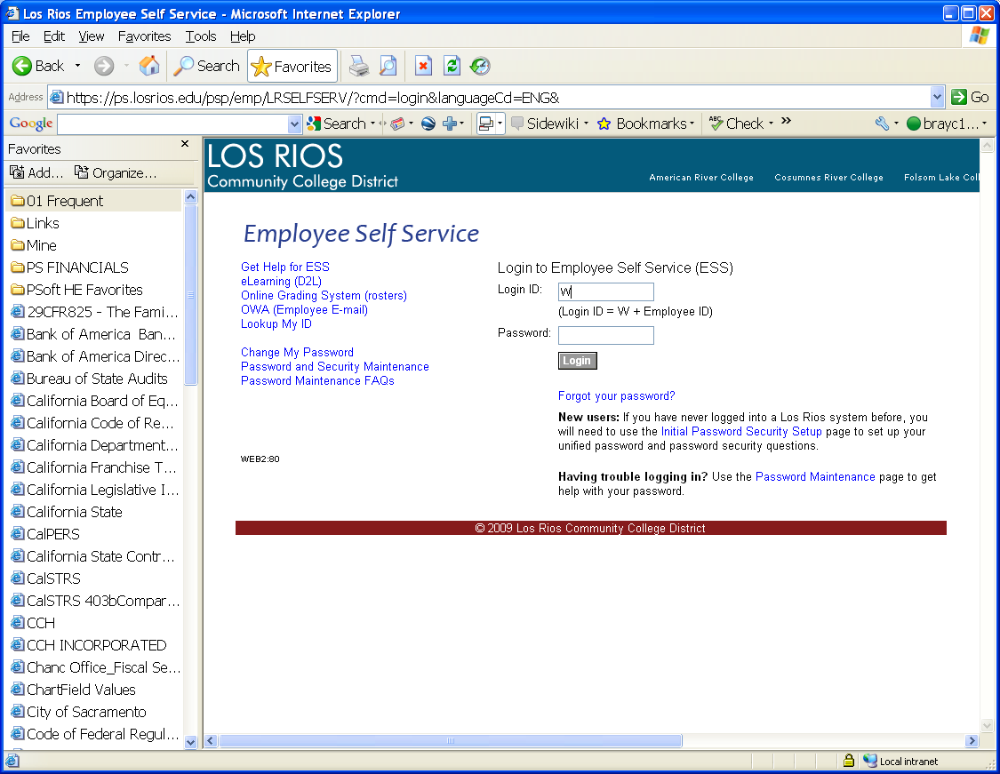 Los Rios Employee Self Service - Microsoft Internet Explorer
File Edit View Favorites Tools Help
Back Search Favorites
Address https://ps.losrios.edu/psp/emp/LRSELFSERV/?cmd=login&languageCd=ENG& Go
Google Search Sidewiki Bookmarks ABC Check » brayc1...
Favorites
Add... Organize...
01 Frequent
Links
Mine
PS FINANCIALS
PSoft HE Favorites
29CFR825 - The Fami...
Bank of America Ban...
Bank of America Direc...
Bureau of State Audits
California Board of Eq...
California Code of Re...
California Department...
California Franchise T...
California Legislative I...
California State
CalPERS
California State Contr...
CalSTRS
CalSTRS 403bCompar...
CCH
CCH INCORPORATED
Chanc Office_Fiscal Se...
ChartField Values
City of Sacramento
Code of Federal Regul...
LOS RIOS
Community College District
American River College Cosumnes River College Folsom Lake Coll
Employee Self Service
Get Help for ESS
eLearning (D2L)
Online Grading System (rosters)
OWA (Employee E-mail)
Lookup My ID
Change My Password
Password and Security Maintenance
Password Maintenance FAQs
WEB2:80
Login to Employee Self Service (ESS)
Login ID: W
(Login ID = W + Employee ID)
Password:
Login
Forgot your password?
New users: If you have never logged into a Los Rios system before, you
will need to use the Initial Password Security Setup page to set up your
unified password and password security questions.
Having trouble logging in? Use the Password Maintenance page to get
help with your password.
© 2009 Los Rios Community College District
Local intranet